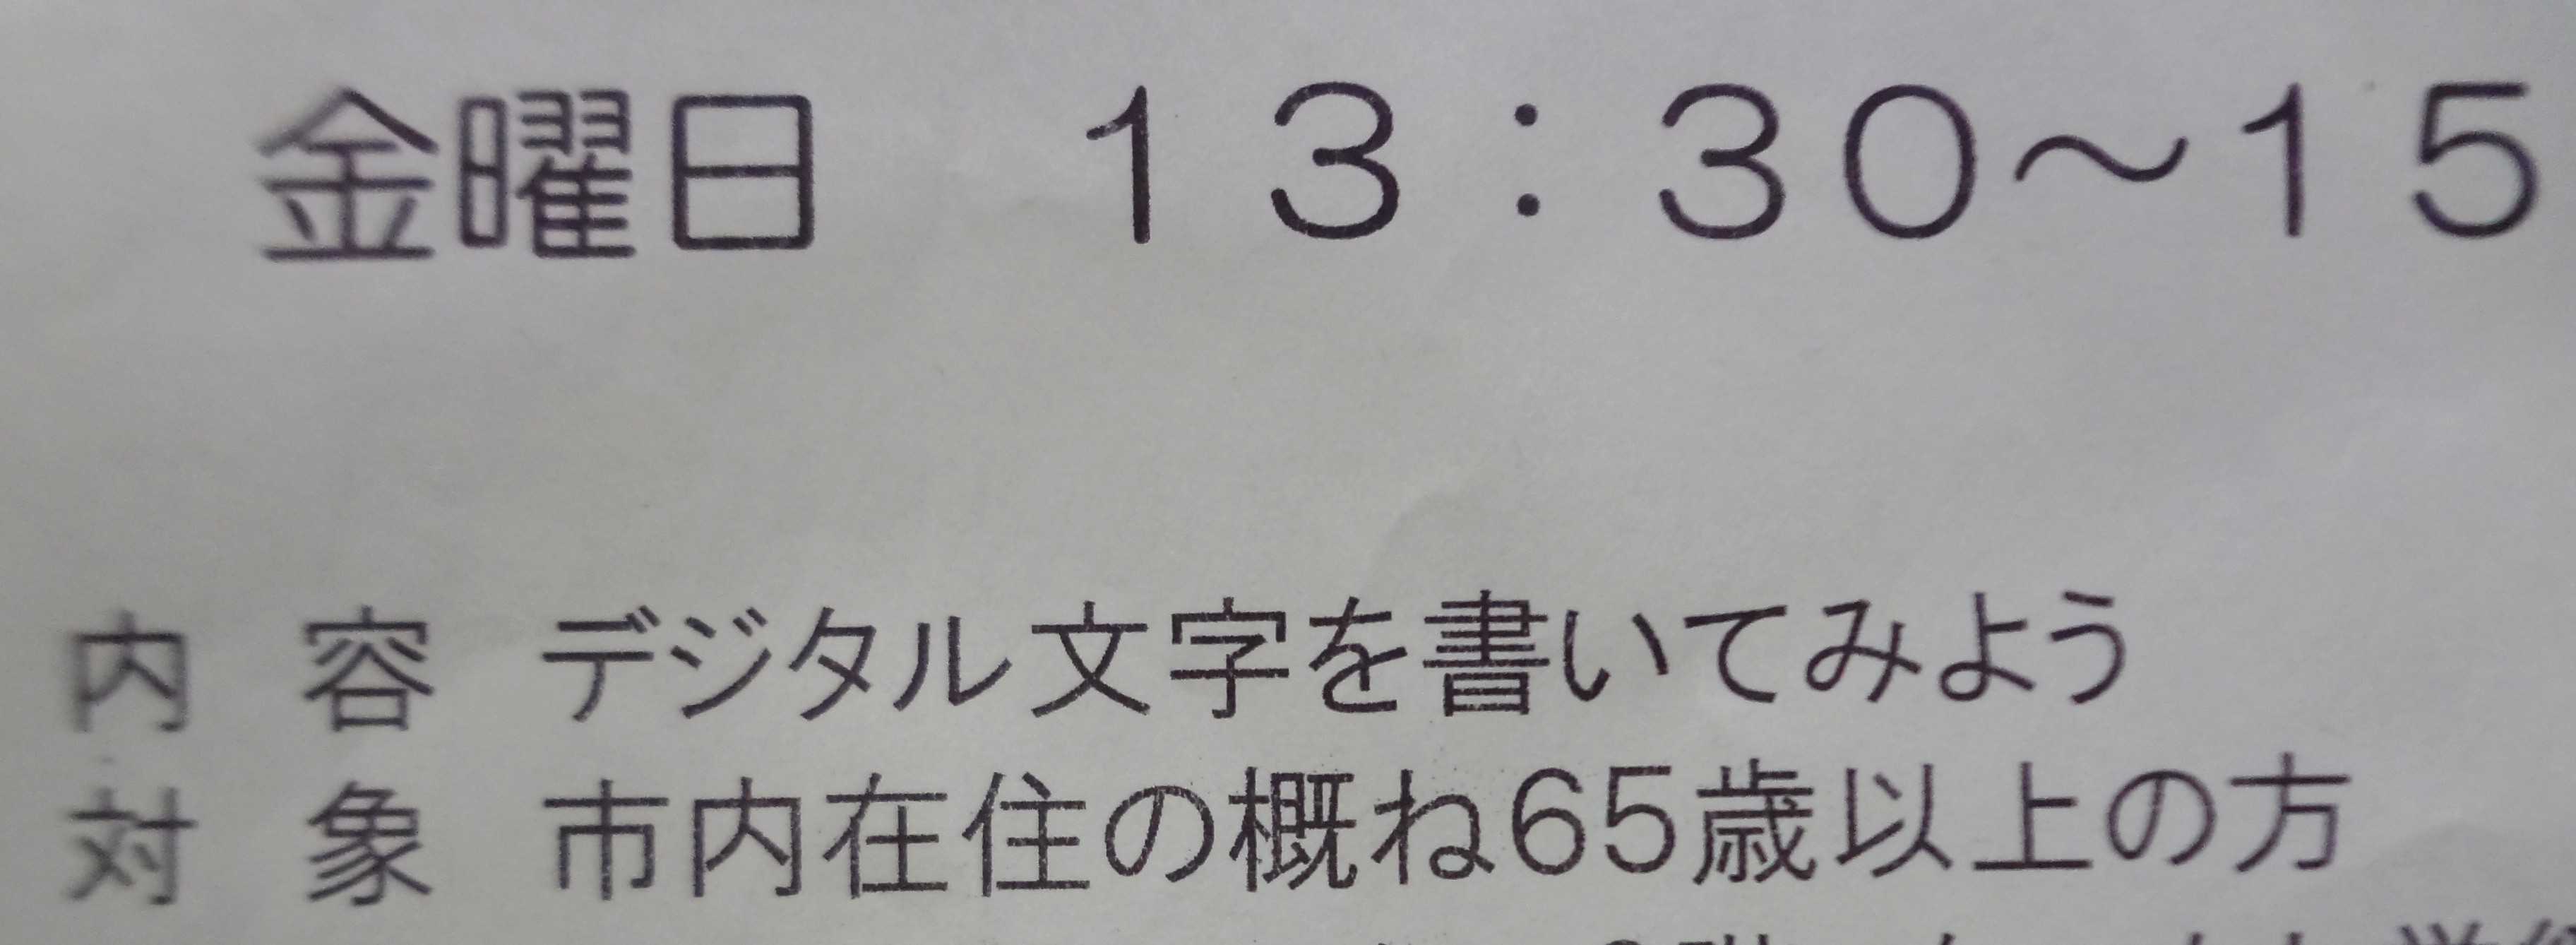 金曜日　１３：３０～１５
内　容　デジタル文字を書いてみよう
対　象　市内在住の概ね65歳以上の方